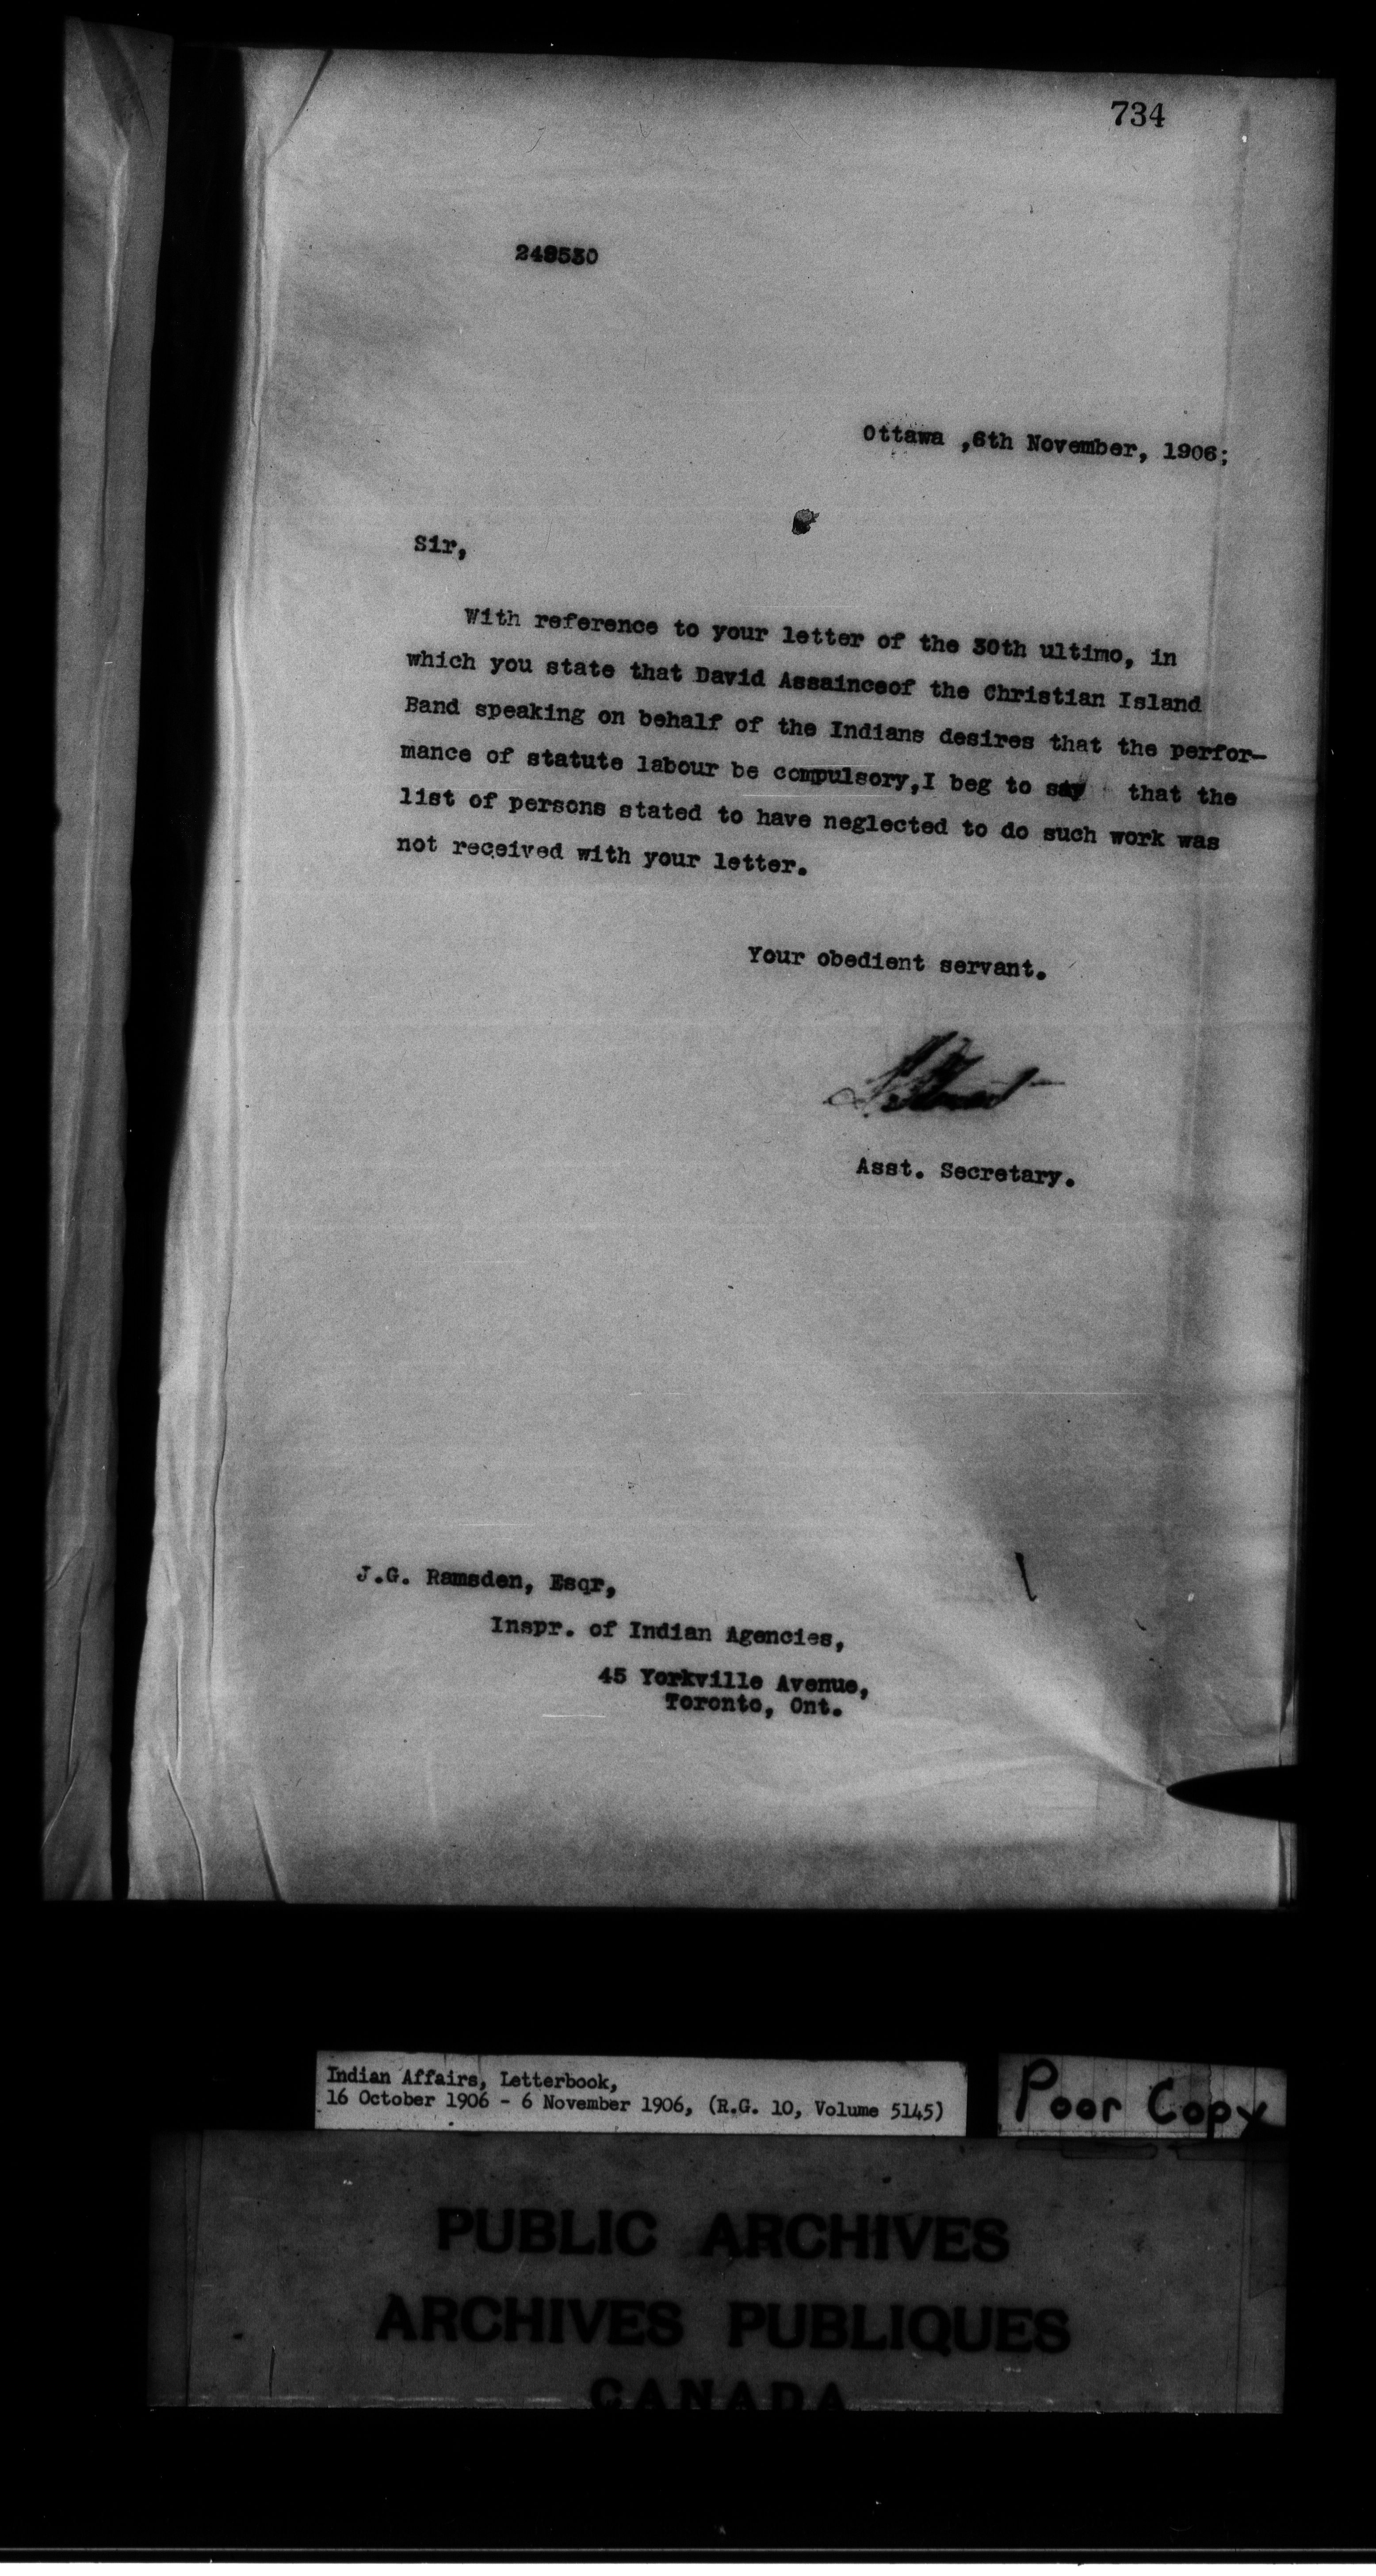 734
249530
Ottawa ,6th November, 1906;
Sir,
With reference to your letter of the 30th ultimo, in
which you state that David Assainceof the Christian Island
Band speaking on behalf of the Indians desires that the perfor-
mance of statute labour be compulsory,I beg to say that the
list of persons stated to have neglected to do such work was
not received with your letter.
Your obedient servant.
Asst. Secretary.
J.G. Ramsden, Esqr,
Inspr. of Indian Agencies,
45 Yorkville Avenue,
Toronto, Ont.
Indian Affairs, Letterbook,
16 October 1906 - 6 November 1906, (R.G. 10, Volume 5145)
Poor Copy
PUBLIC ARCHIVES
ARCHIVES PUBLIQUES
CANADA